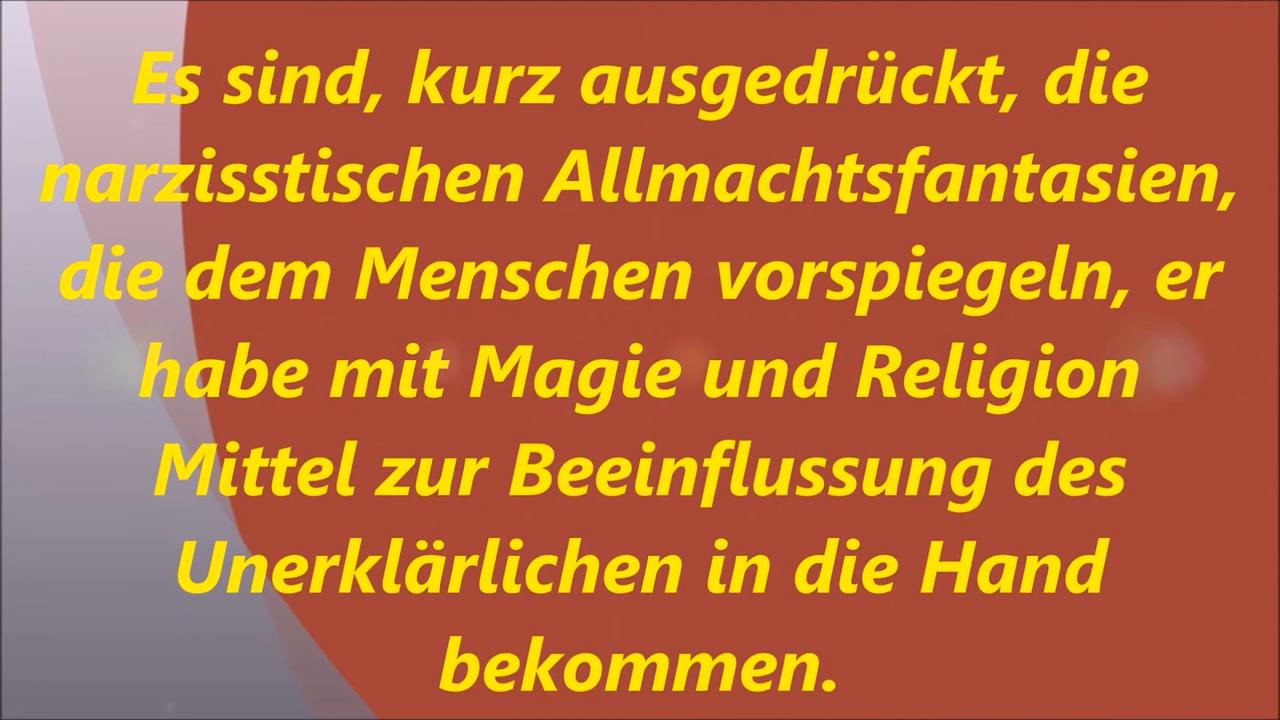 Es sind, kurz ausgedrückt, die
narzisstischen Allmachtsfantasien,
die dem Menschen vorspiegeln, er
habe mit Magie und Religion
Mittel zur Beeinflussung des
Unerklärlichen in die Hand
bekommen.